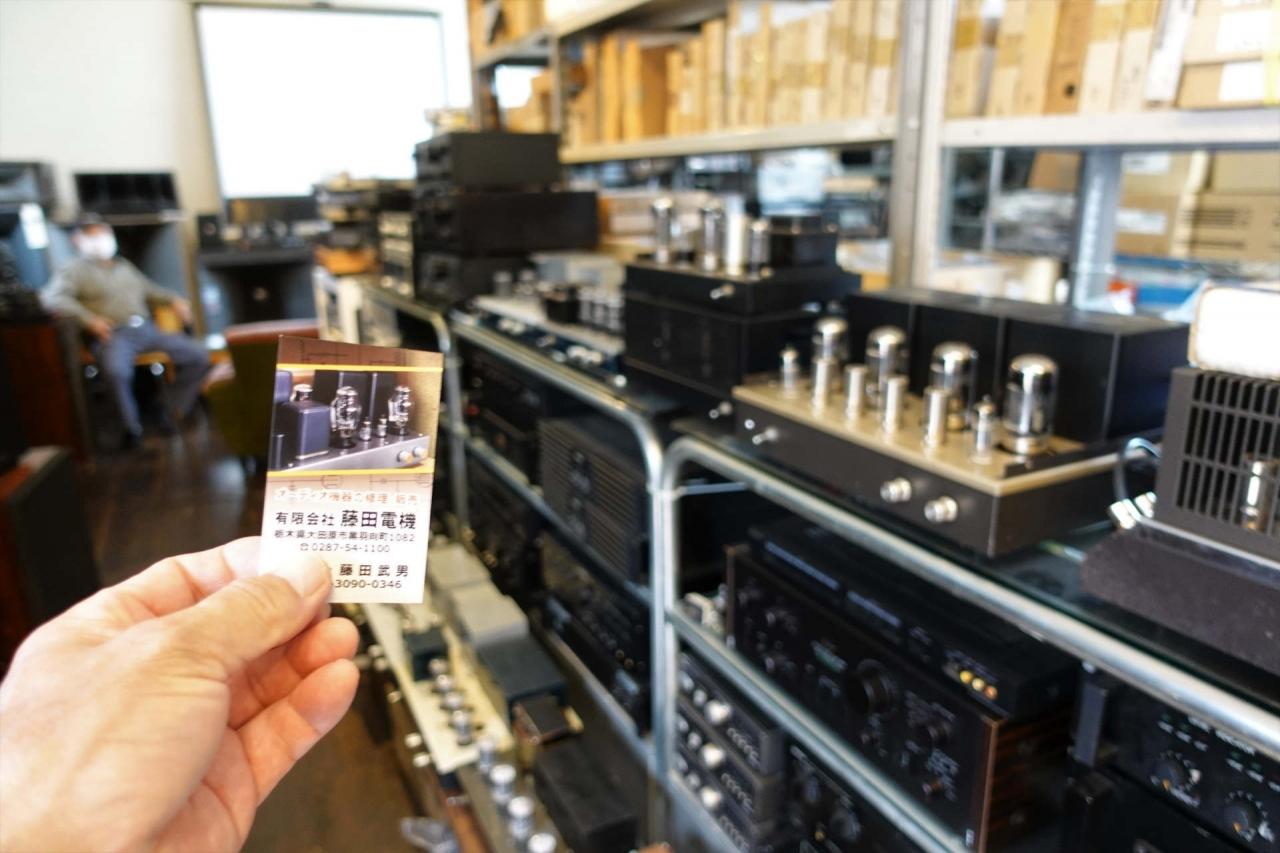 オーディオ機器の修理 販売
有限会社 藤田電機
栃木県大田原市黒羽向町1082
☎0287-54-1100
藤田武男
3090-0346